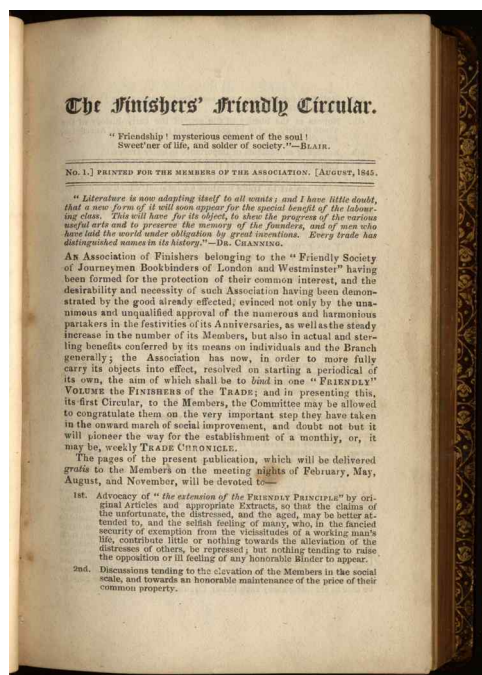 The Finishers' Friendly Circular.
" Friendship ! mysterious cement of the soul !
Sweet'ner of life, and solder of society."—BLAIR.
No. 1.] PRINTED FOR THE MEMBERS OF THE ASSOCIATION. [AUGUST, 1845.
" Literature is now adapting itself to all wants ; and I have little doubt,
that a new form of it will soon appear for the special benefit of the labour-
ing class. This will have for its object, to shew the progress of the various
useful arts and to preserve the memory of the founders, and of men who
have laid the world under obligation by great inventions. Every trade has
distinguished names in its history."—DR. CHANNING.
AN Association of Finishers belonging to the " Friendly Society
of Journeymen Bookbinders of London and Westminster" having
been formed for the protection of their common interest, and the
desirability and necessity of such Association having been demon-
strated by the good already effected, evinced not only by the una-
nimous and unqualified approval of the numerous and harmonious
partakers in the festivities of its Anniversaries, as well as the steady
increase in the number of its Members, but also in actual and ster-
ling benefits conferred by its means on individuals and the Branch
generally ; the Association has now, in order to more fully
carry its objects into effect, resolved on starting a periodical of
its own, the aim of which shall be to bind in one " FRIENDLY"
VOLUME the FINISHERS of the TRADE; and in presenting this,
its first Circular, to the Members, the Committee may be allowed
to congratulate them on the very important step they have taken
in the onward march of social improvement, and doubt not but it
will pioneer the way for the establishment of a monthly, or, it
may be, weekly TRADE CHRONICLE.
The pages of the present publication, which will be delivered
gratis to the Members on the meeting nights of February, May,
August, and November, will be devoted to—
1st. Advocacy of " the extension of the FRIENDLY PRINCIPLE" by ori-
ginal Articles and appropriate Extracts, so that the claims of
the unfortunate, the distressed, and the aged, may be better at-
tended to, and the selfish feeling of many, who, in the fancied
security of exemption from the vicissitudes of a working man's
life, contribute little or nothing towards the alleviation of the
distresses of others, be repressed ; but nothing tending to raise
the opposition or ill feeling of any honorable Binder to appear.
2nd. Discussions tending to the elevation of the Members in the social
scale, and towards an honorable maintenance of the price of their
common property.